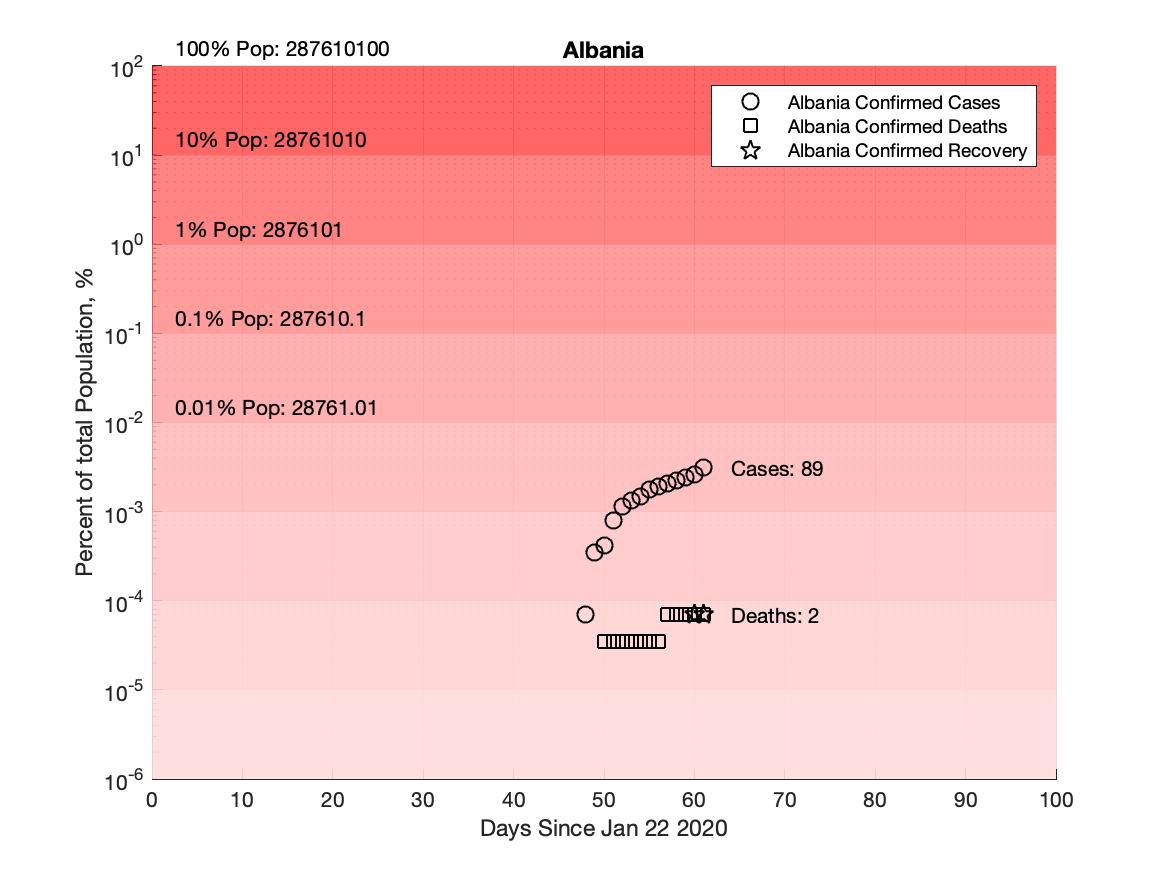 Albania
100% Pop: 287610100
10% Pop: 28761010
1% Pop: 2876101
0.1% Pop: 287610.1
0.01% Pop: 28761.01
Albania Confirmed Cases
Albania Confirmed Deaths
Albania Confirmed Recovery
Cases: 89
Deaths: 2
Percent of total Population, %
10^2
10^1
10^0
10^-1
10^-2
10^-3
10^-4
10^-5
10^-6
0 10 20 30 40 50 60 70 80 90 100
Days Since Jan 22 2020